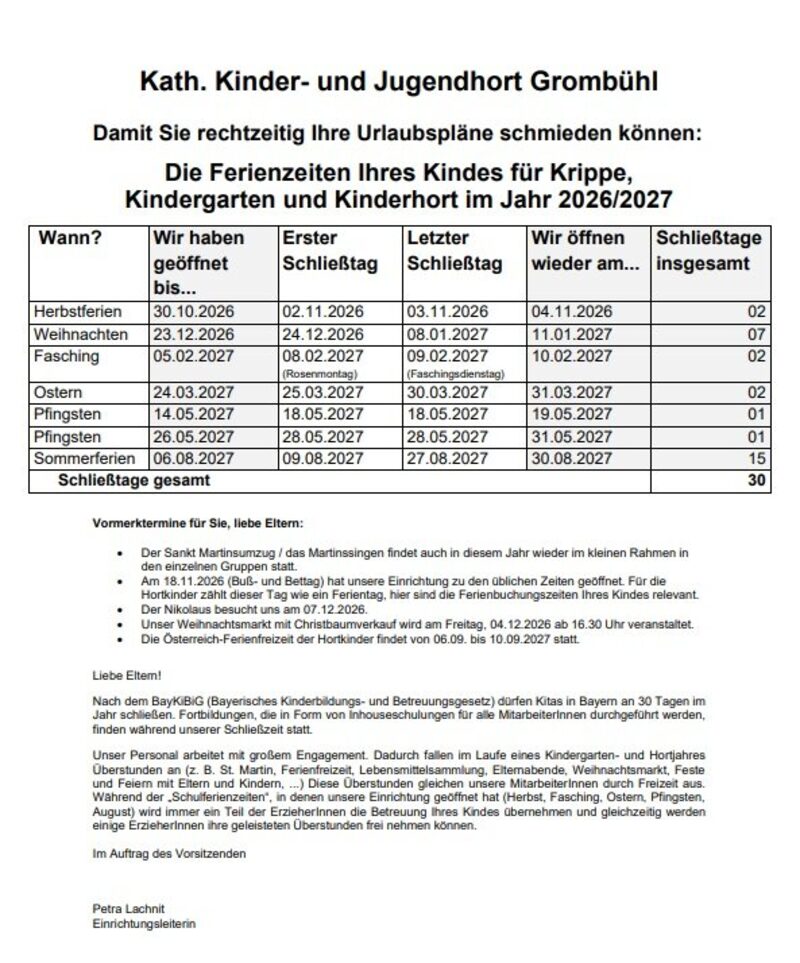 Kath. Kinder- und Jugendhort Grombühl
Damit Sie rechtzeitig Ihre Urlaubspläne schmieden können:
Die Ferienzeiten Ihres Kindes für Krippe,
Kindergarten und Kinderhort im Jahr 2026/2027
Wann? Wir haben geöffnet bis... Erster Schließtag Letzter Schließtag Wir öffnen wieder am... Schließtage insgesamt
Herbstferien 30.10.2026 02.11.2026 03.11.2026 04.11.2026 02
Weihnachten 23.12.2026 24.12.2026 08.01.2027 11.01.2027 07
Fasching 05.02.2027 08.02.2027 (Rosenmontag) 09.02.2027 (Faschingsdienstag) 10.02.2027 02
Ostern 24.03.2027 25.03.2027 30.03.2027 31.03.2027 02
Pfingsten 14.05.2027 18.05.2027 18.05.2027 19.05.2027 01
Pfingsten 26.05.2027 28.05.2027 28.05.2027 31.05.2027 01
Sommerferien 06.08.2027 09.08.2027 27.08.2027 30.08.2027 15
Schließtage gesamt 30
Vormerktermine für Sie, liebe Eltern:
• Der Sankt Martinsumzug / das Martinssingen findet auch in diesem Jahr wieder im kleinen Rahmen in
den einzelnen Gruppen statt.
• Am 18.11.2026 (Buß- und Bettag) hat unsere Einrichtung zu den üblichen Zeiten geöffnet. Für die
Hortkinder zählt dieser Tag wie ein Ferientag, hier sind die Ferienbuchungszeiten Ihres Kindes relevant.
• Der Nikolaus besucht uns am 07.12.2026.
• Unser Weihnachtsmarkt mit Christbaumverkauf wird am Freitag, 04.12.2026 ab 16.30 Uhr veranstaltet.
• Die Österreich-Ferienfreizeit der Hortkinder findet von 06.09. bis 10.09.2027 statt.
Liebe Eltern!
Nach dem BayKiBiG (Bayerisches Kinderbildungs- und Betreuungsgesetz) dürfen Kitas in Bayern an 30 Tagen im
Jahr schließen. Fortbildungen, die in Form von Inhouseschulungen für alle MitarbeiterInnen durchgeführt werden,
finden während unserer Schließzeit statt.
Unser Personal arbeitet mit großem Engagement. Dadurch fallen im Laufe eines Kindergarten- und Hortjahres
Überstunden an (z. B. St. Martin, Ferienfreizeit, Lebensmittelsammlung, Elternabende, Weihnachtsmarkt, Feste
und Feiern mit Eltern und Kindern, ...) Diese Überstunden gleichen unsere MitarbeiterInnen durch Freizeit aus.
Während der „Schulferienzeiten“, in denen unsere Einrichtung geöffnet hat (Herbst, Fasching, Ostern, Pfingsten,
August) wird immer ein Teil der ErzieherInnen die Betreuung Ihres Kindes übernehmen und gleichzeitig werden
einige ErzieherInnen ihre geleisteten Überstunden frei nehmen können.
Im Auftrag des Vorsitzenden
Petra Lachnit
Einrichtungsleiterin